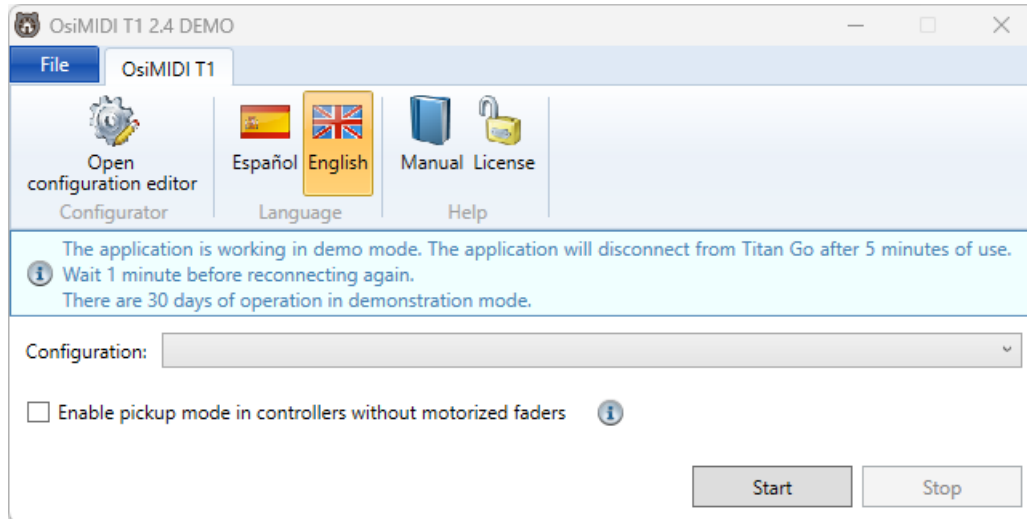 OsiMIDI T1 2.4 DEMO
File
OsiMIDI T1
Open
configuration editor
Configurator
Español
English
Language
Manual
License
Help
The application is working in demo mode. The application will disconnect from Titan Go after 5 minutes of use.
Wait 1 minute before reconnecting again.
There are 30 days of operation in demonstration mode.
Configuration:
Enable pickup mode in controllers without motorized faders
Start
Stop